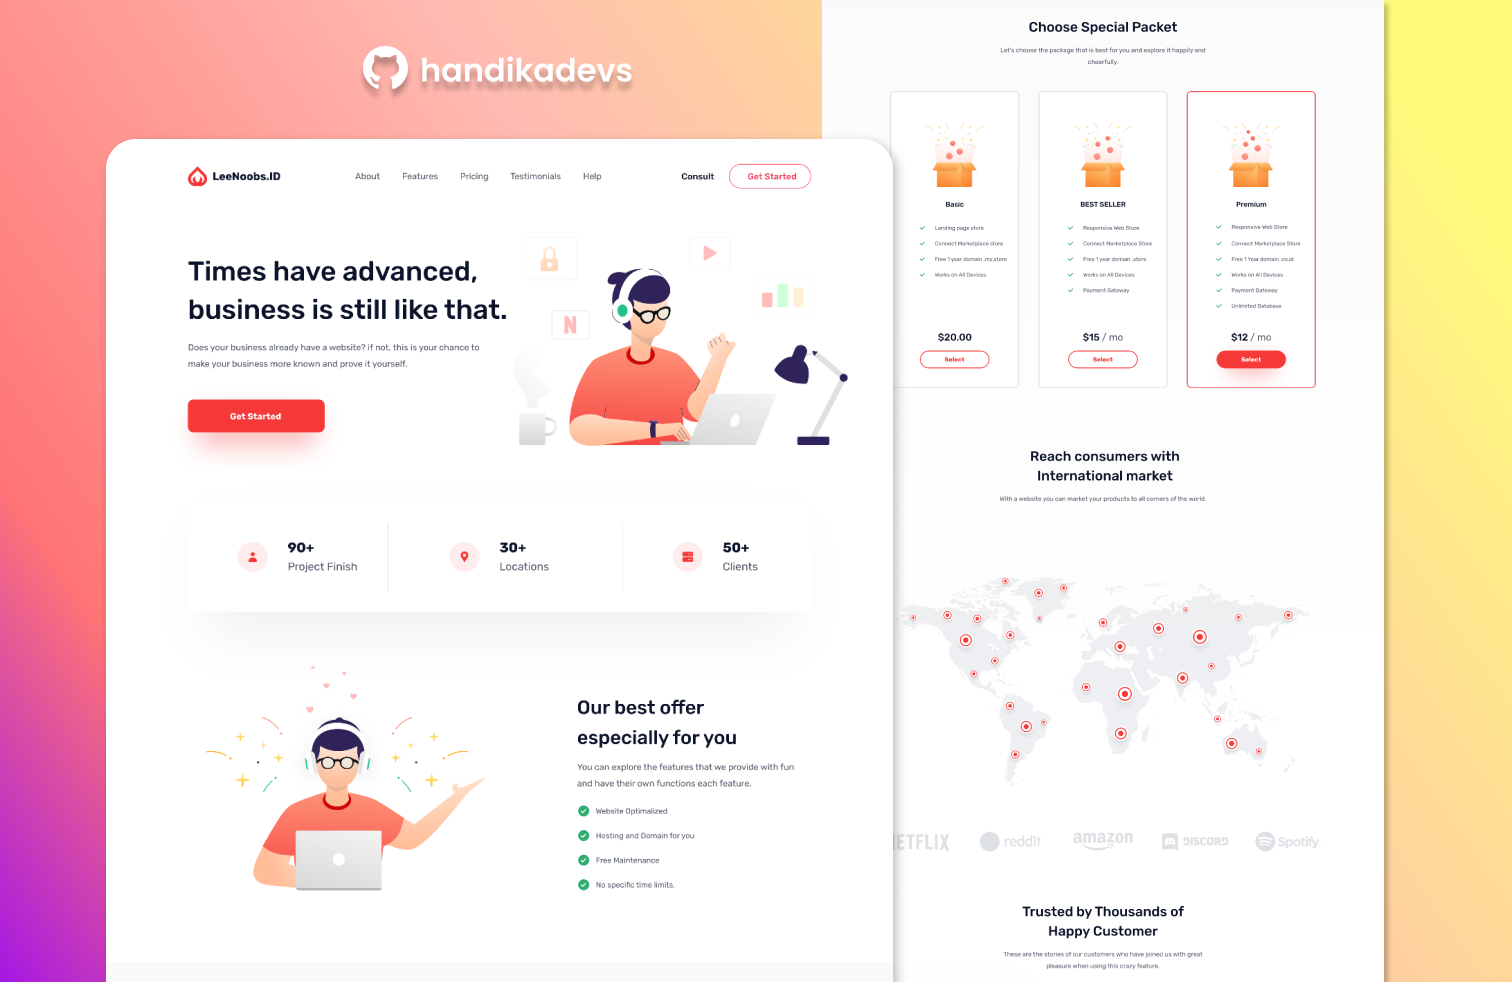 handikadevs
LeeNoobs.ID
About
Features
Pricing
Testimonials
Help
Consult
Get Started
Times have advanced,
business is still like that.
Does your business already have a website? if not, this is your chance to
make your business more known and prove it yourself.
Get Started
N
90+
Project Finish
30+
Locations
50+
Clients
Our best offer
especially for you
You can explore the features that we provide with fun
and have their own functions each feature.
Website Optimalized
Hosting and Domain for you
Free Maintenance
No specific time limits.
Choose Special Packet
Let's choose the package that is best for you and explore it happily and
cheerfully.
Basic
Landing page store
Connect Marketplace store
Free 1 year domain .my.store
Works on All Devices
$20.00
Select
BEST SELLER
Responsive Web Store
Connect Marketplace Store
Free 1 year domain .store
Works on All Devices
Payment Gateway
$15 / mo
Select
Premium
Responsive Web Store
Connect Marketplace Store
Free 1 Year domain .co.id
Works on All Devices
Payment Gateway
Unlimited Database
$12 / mo
Select
Reach consumers with
International market
With a website you can market your products to all corners of the world.
NETFLIX
reddit
amazon
DISCORD
Spotify
Trusted by Thousands of
Happy Customer
These are the stories of our customers who have joined us with great
pleasure when using this crazy feature.